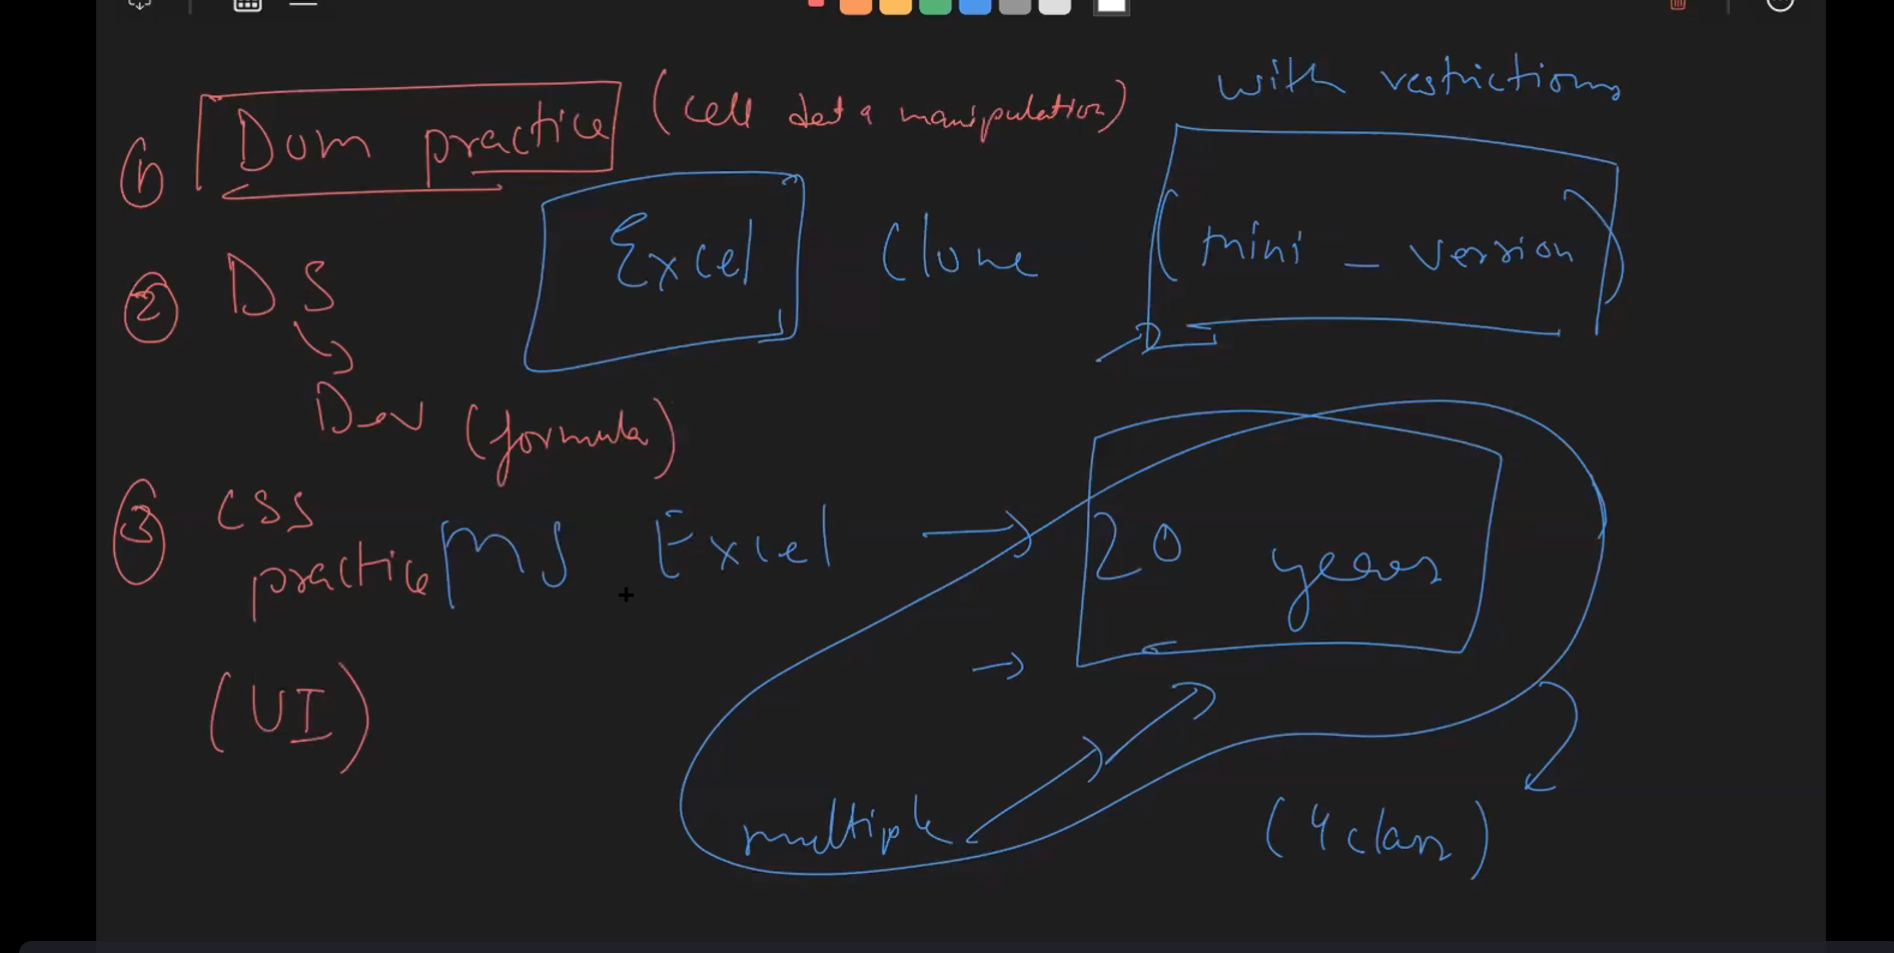 with restrictions
① Dom practice (cell data manipulation)
Excel Clone (mini - version)
② DS
Dev (formula)
③ CSS
practice
MS Excel → 20 years
(UI)
multiple
(4 class)